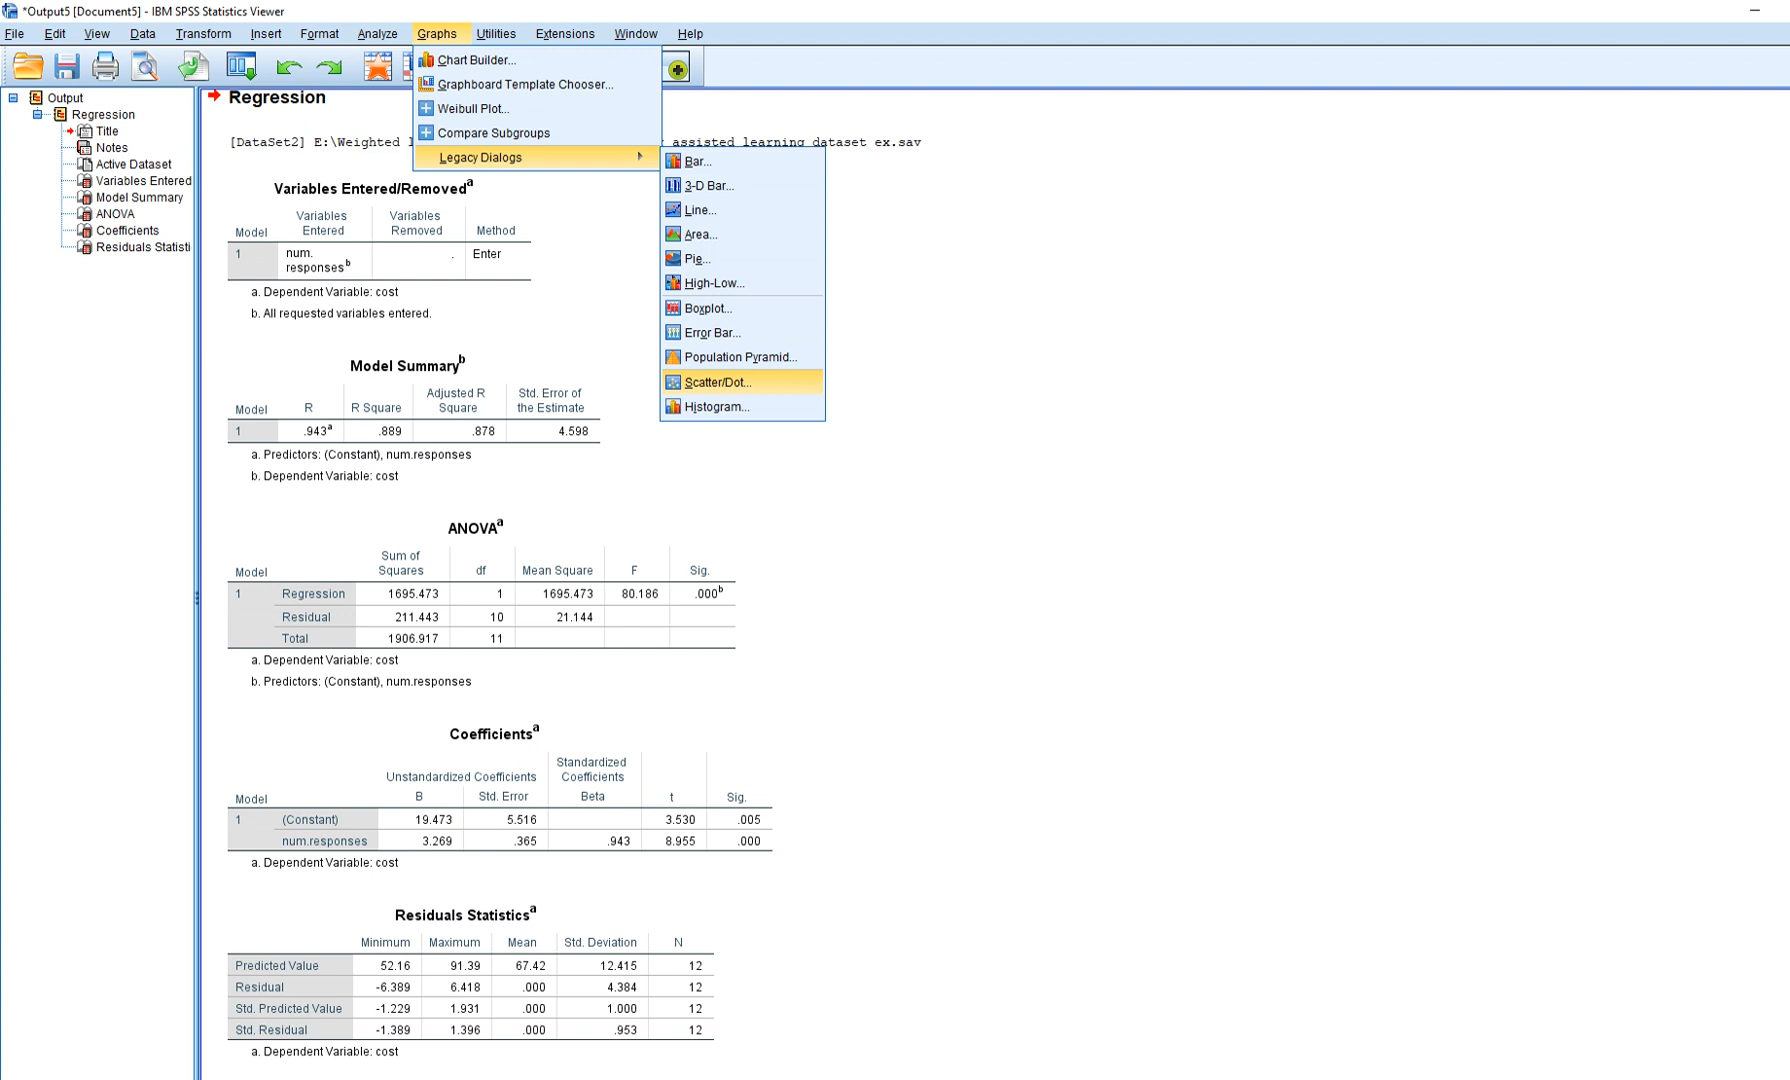 *Output5 [Document5] - IBM SPSS Statistics Viewer
File Edit View Data Transform Insert Format Analyze Graphs Utilities Extensions Window Help
Chart Builder...
Graphboard Template Chooser...
Weibull Plot...
Compare Subgroups
Legacy Dialogs
Bar...
3-D Bar...
Line...
Area...
Pie...
High-Low...
Boxplot...
Error Bar...
Population Pyramid...
Scatter/Dot...
Histogram...
Output
Regression
Title
Notes
Active Dataset
Variables Entered
Model Summary
ANOVA
Coefficients
Residuals Statisti
Regression
[DataSet2] E:\Weighted assisted learning dataset ex.sav
Variables Entered/Removed^a
Model Variables Entered Variables Removed Method
1 num. responses^b . Enter
a. Dependent Variable: cost
b. All requested variables entered.
Model Summary^b
Model R R Square Adjusted R Square Std. Error of the Estimate
1 .943^a .889 .878 4.598
a. Predictors: (Constant), num.responses
b. Dependent Variable: cost
ANOVA^a
Model Sum of Squares df Mean Square F Sig.
1 Regression 1695.473 1 1695.473 80.186 .000^b
Residual 211.443 10 21.144
Total 1906.917 11
a. Dependent Variable: cost
b. Predictors: (Constant), num.responses
Coefficients^a
Unstandardized Coefficients Standardized Coefficients
Model B Std. Error Beta t Sig.
1 (Constant) 19.473 5.516 3.530 .005
num.responses 3.269 .365 .943 8.955 .000
a. Dependent Variable: cost
Residuals Statistics^a
Minimum Maximum Mean Std. Deviation N
Predicted Value 52.16 91.39 67.42 12.415 12
Residual -6.389 6.418 .000 4.384 12
Std. Predicted Value -1.229 1.931 .000 1.000 12
Std. Residual -1.389 1.396 .000 .953 12
a. Dependent Variable: cost